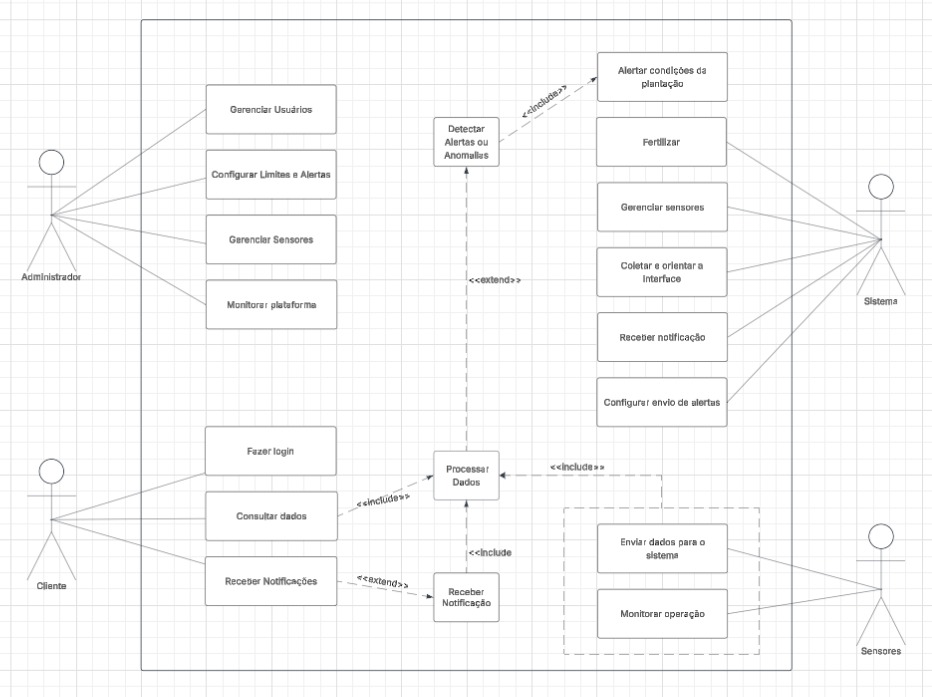 Alertar condições da
plantação
<<include>>
Gerenciar Usuários
Detectar
Alertas ou
Anomalias
Fertilizar
Configurar Limites e Alertas
Gerenciar sensores
Gerenciar Sensores
Coletar e orientar a
interface
Administrador
<<extend>>
Sistema
Monitorar plataforma
Receber notificação
Configurar envio de alertas
Fazer login
Processar
Dados
<<include>>
<<include>>
Consultar dados
Enviar dados para o
sistema
<<include
Receber Notificações
<<extend>>
Cliente
Receber
Notificação
Monitorar operação
Sensores